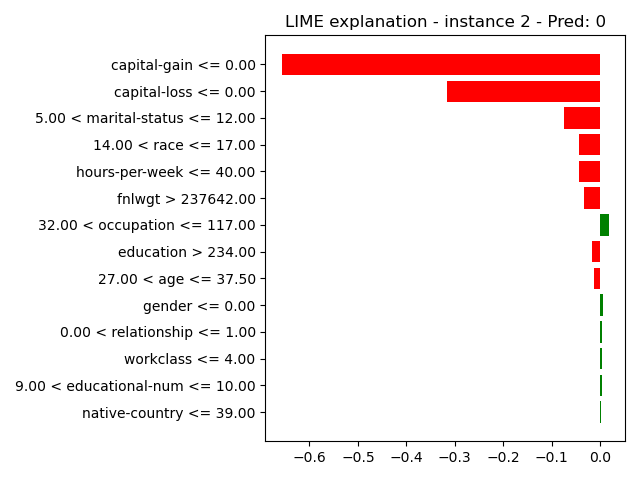 LIME explanation - instance 2 - Pred: 0
capital-gain <= 0.00
capital-loss <= 0.00
5.00 < marital-status <= 12.00
14.00 < race <= 17.00
hours-per-week <= 40.00
fnlwgt > 237642.00
32.00 < occupation <= 117.00
education > 234.00
27.00 < age <= 37.50
gender <= 0.00
0.00 < relationship <= 1.00
workclass <= 4.00
9.00 < educational-num <= 10.00
native-country <= 39.00
−0.6 −0.5 −0.4 −0.3 −0.2 −0.1 0.0